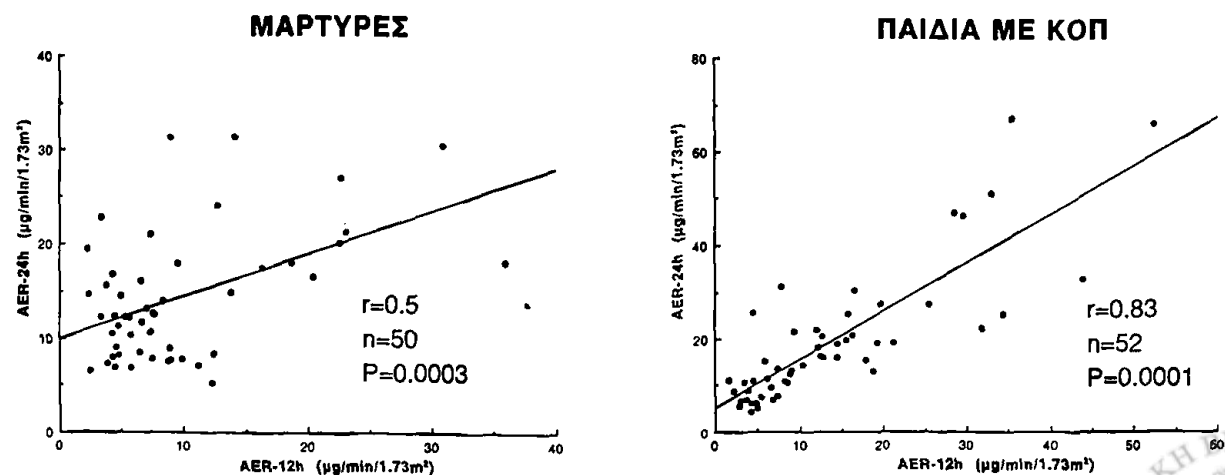 ΜΑΡΤΥΡΕΣ
40
30
20
10
0
AER-24h (μg/min/1.73m²)
r=0.5
n=50
P=0.0003
0 10 20 30 40
AER-12h (μg/min/1.73m²)
ΠΑΙΔΙΑ ΜΕ ΚΟΠ
80
60
40
20
0
AER-24h (μg/min/1.73m²)
r=0.83
n=52
P=0.0001
0 10 20 30 40 50 60
AER-12h (μg/min/1.73m²)